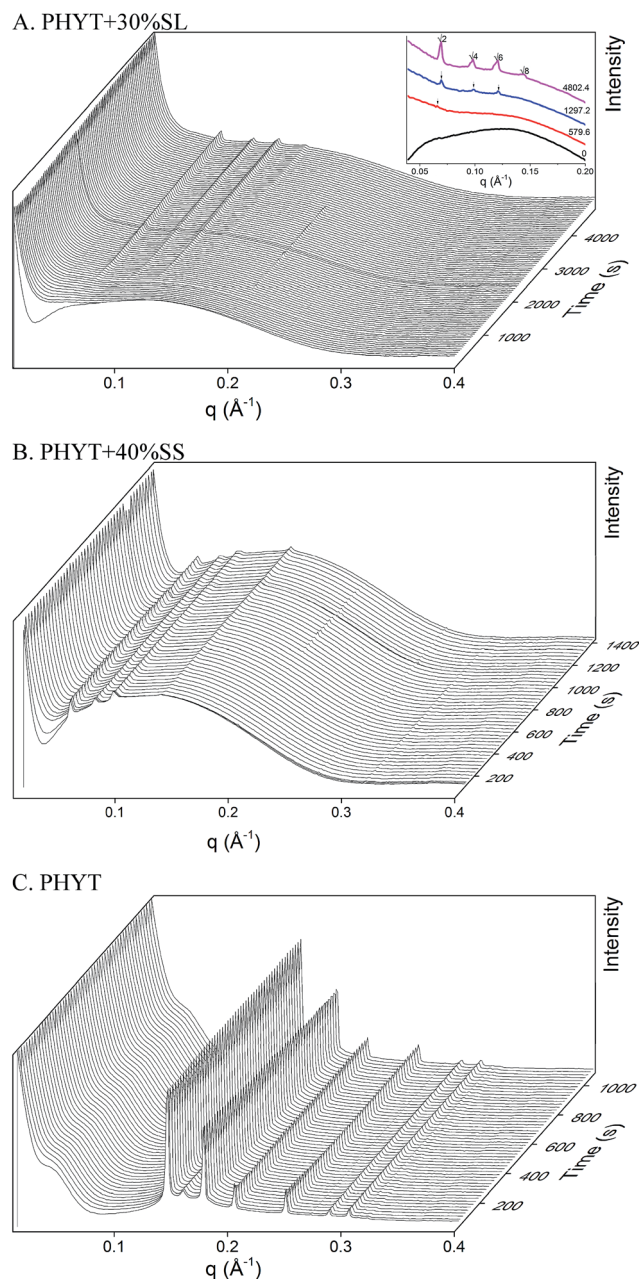 A. PHYT+30%SL
Intensity
√2
√4
√6
√8
4802.4
1297.2
579.6
0
0.05 0.10 0.15 0.20
q (Å-1)
4000
3000
2000
1000
Time (s)
0.1 0.2 0.3 0.4
q (Å-1)
B. PHYT+40%SS
Intensity
1400
1200
1000
800
600
400
200
Time (s)
0.1 0.2 0.3 0.4
q (Å-1)
C. PHYT
Intensity
1000
800
600
400
200
Time (s)
0.1 0.2 0.3 0.4
q (Å-1)